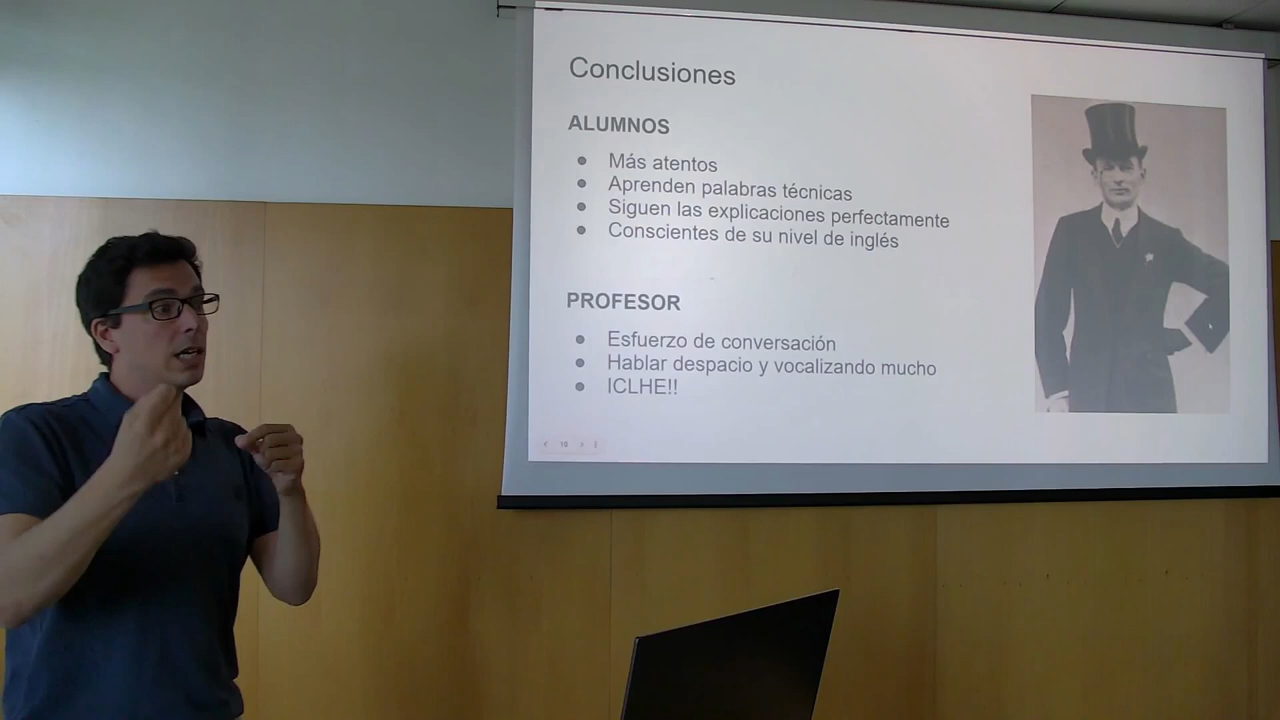 Conclusiones
ALUMNOS
Más atentos
Aprenden palabras técnicas
Siguen las explicaciones perfectamente
Conscientes de su nivel de inglés
PROFESOR
Esfuerzo de conversación
Hablar despacio y vocalizando mucho
ICLHE!!
10